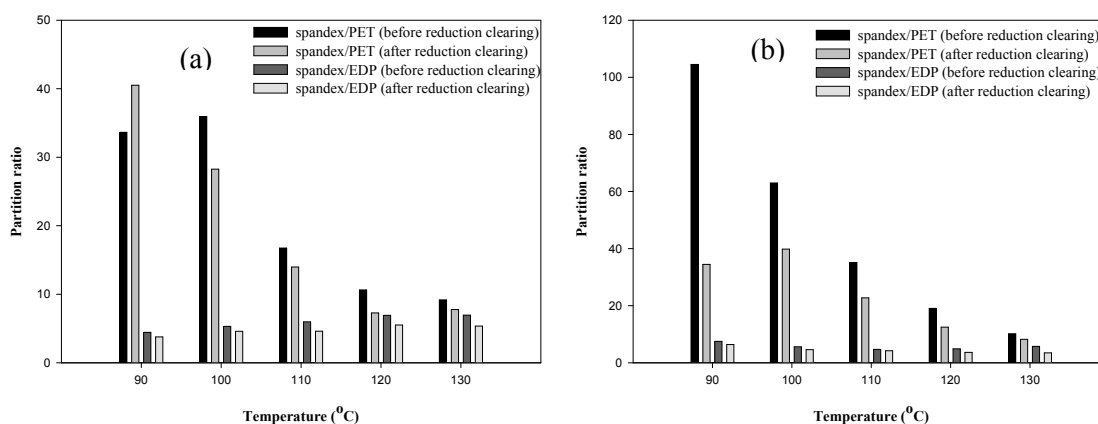 50
40
30
20
10
0
Partition ratio
(a)
spandex/PET (before reduction clearing)
spandex/PET (after reduction clearing)
spandex/EDP (before reduction clearing)
spandex/EDP (after reduction clearing)
90 100 110 120 130
Temperature (°C)
120
100
80
60
40
20
0
Partition ratio
(b)
spandex/PET (before reduction clearing)
spandex/PET (after reduction clearing)
spandex/EDP (before reduction clearing)
spandex/EDP (after reduction clearing)
90 100 110 120 130
Temperature (°C)